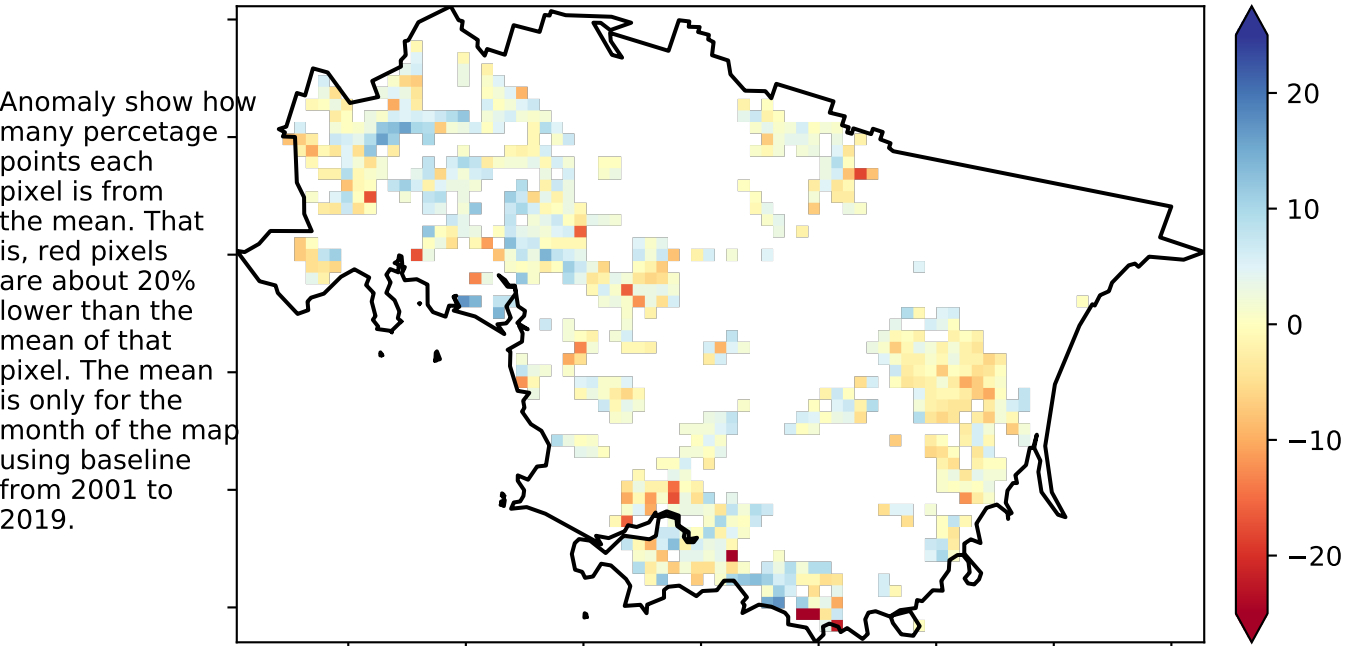 Anomaly show how
many percetage
points each
pixel is from
the mean. That
is, red pixels
are about 20%
lower than the
mean of that
pixel. The mean
is only for the
month of the map
using baseline
from 2001 to
2019.
20
10
0
−10
−20